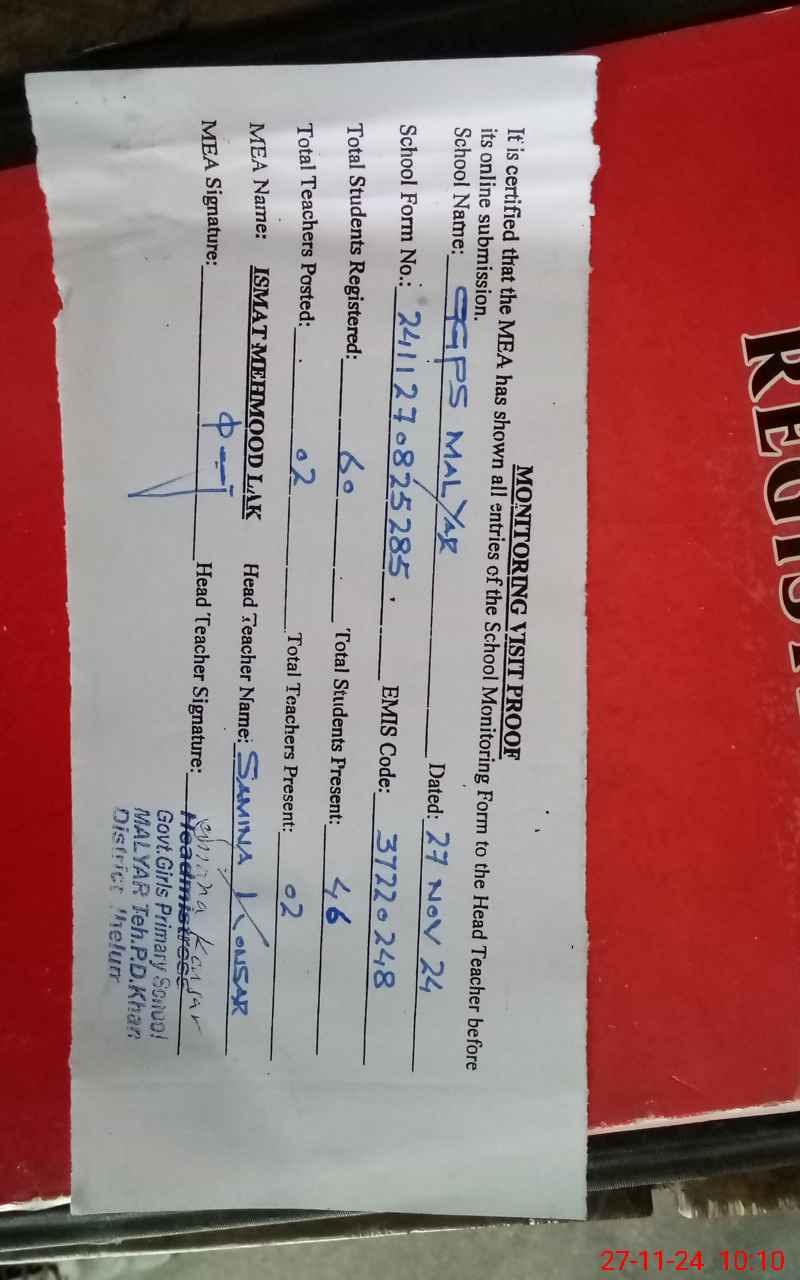 MONITORING VISIT PROOF
It is certified that the MEA has shown all entries of the School Monitoring Form to the Head Teacher before
its online submission.
School Name: GGPS MALYAR Dated: 27 NOV 24
School Form No.: 241127082 5285 EMIS Code: 37220248
Total Students Registered: 60 Total Students Present: 46
Total Teachers Posted: 02 Total Teachers Present: 02
MEA Name: ISMAT MEHMOOD LAK Head Teacher Name: SAMINA KONSAR
MEA Signature: Head Teacher Signature:
Headmistress
Govt.Girls Primary School
MALYAR Teh.P.D.Khan
District Jhelum
27-11-24 10:10